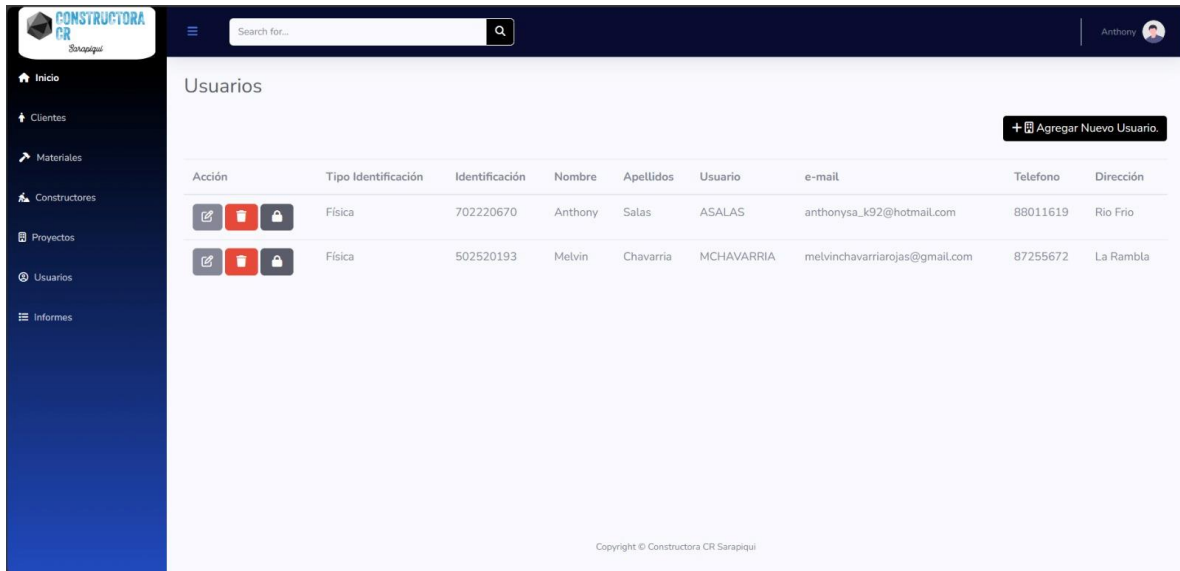 CONSTRUCTORA
CR
Sarapiquí
Search for...
Anthony
Inicio
Clientes
Materiales
Constructores
Proyectos
Usuarios
Informes
Usuarios
Agregar Nuevo Usuario.
Acción Tipo Identificación Identificación Nombre Apellidos Usuario e-mail Telefono Dirección
Física 702220670 Anthony Salas ASALAS anthonysa_k92@hotmail.com 88011619 Rio Frio
Física 502520193 Melvin Chavarria MCHAVARRIA melvinchavarriarojas@gmail.com 87255672 La Rambla
Copyright © Constructora CR Sarapiqui